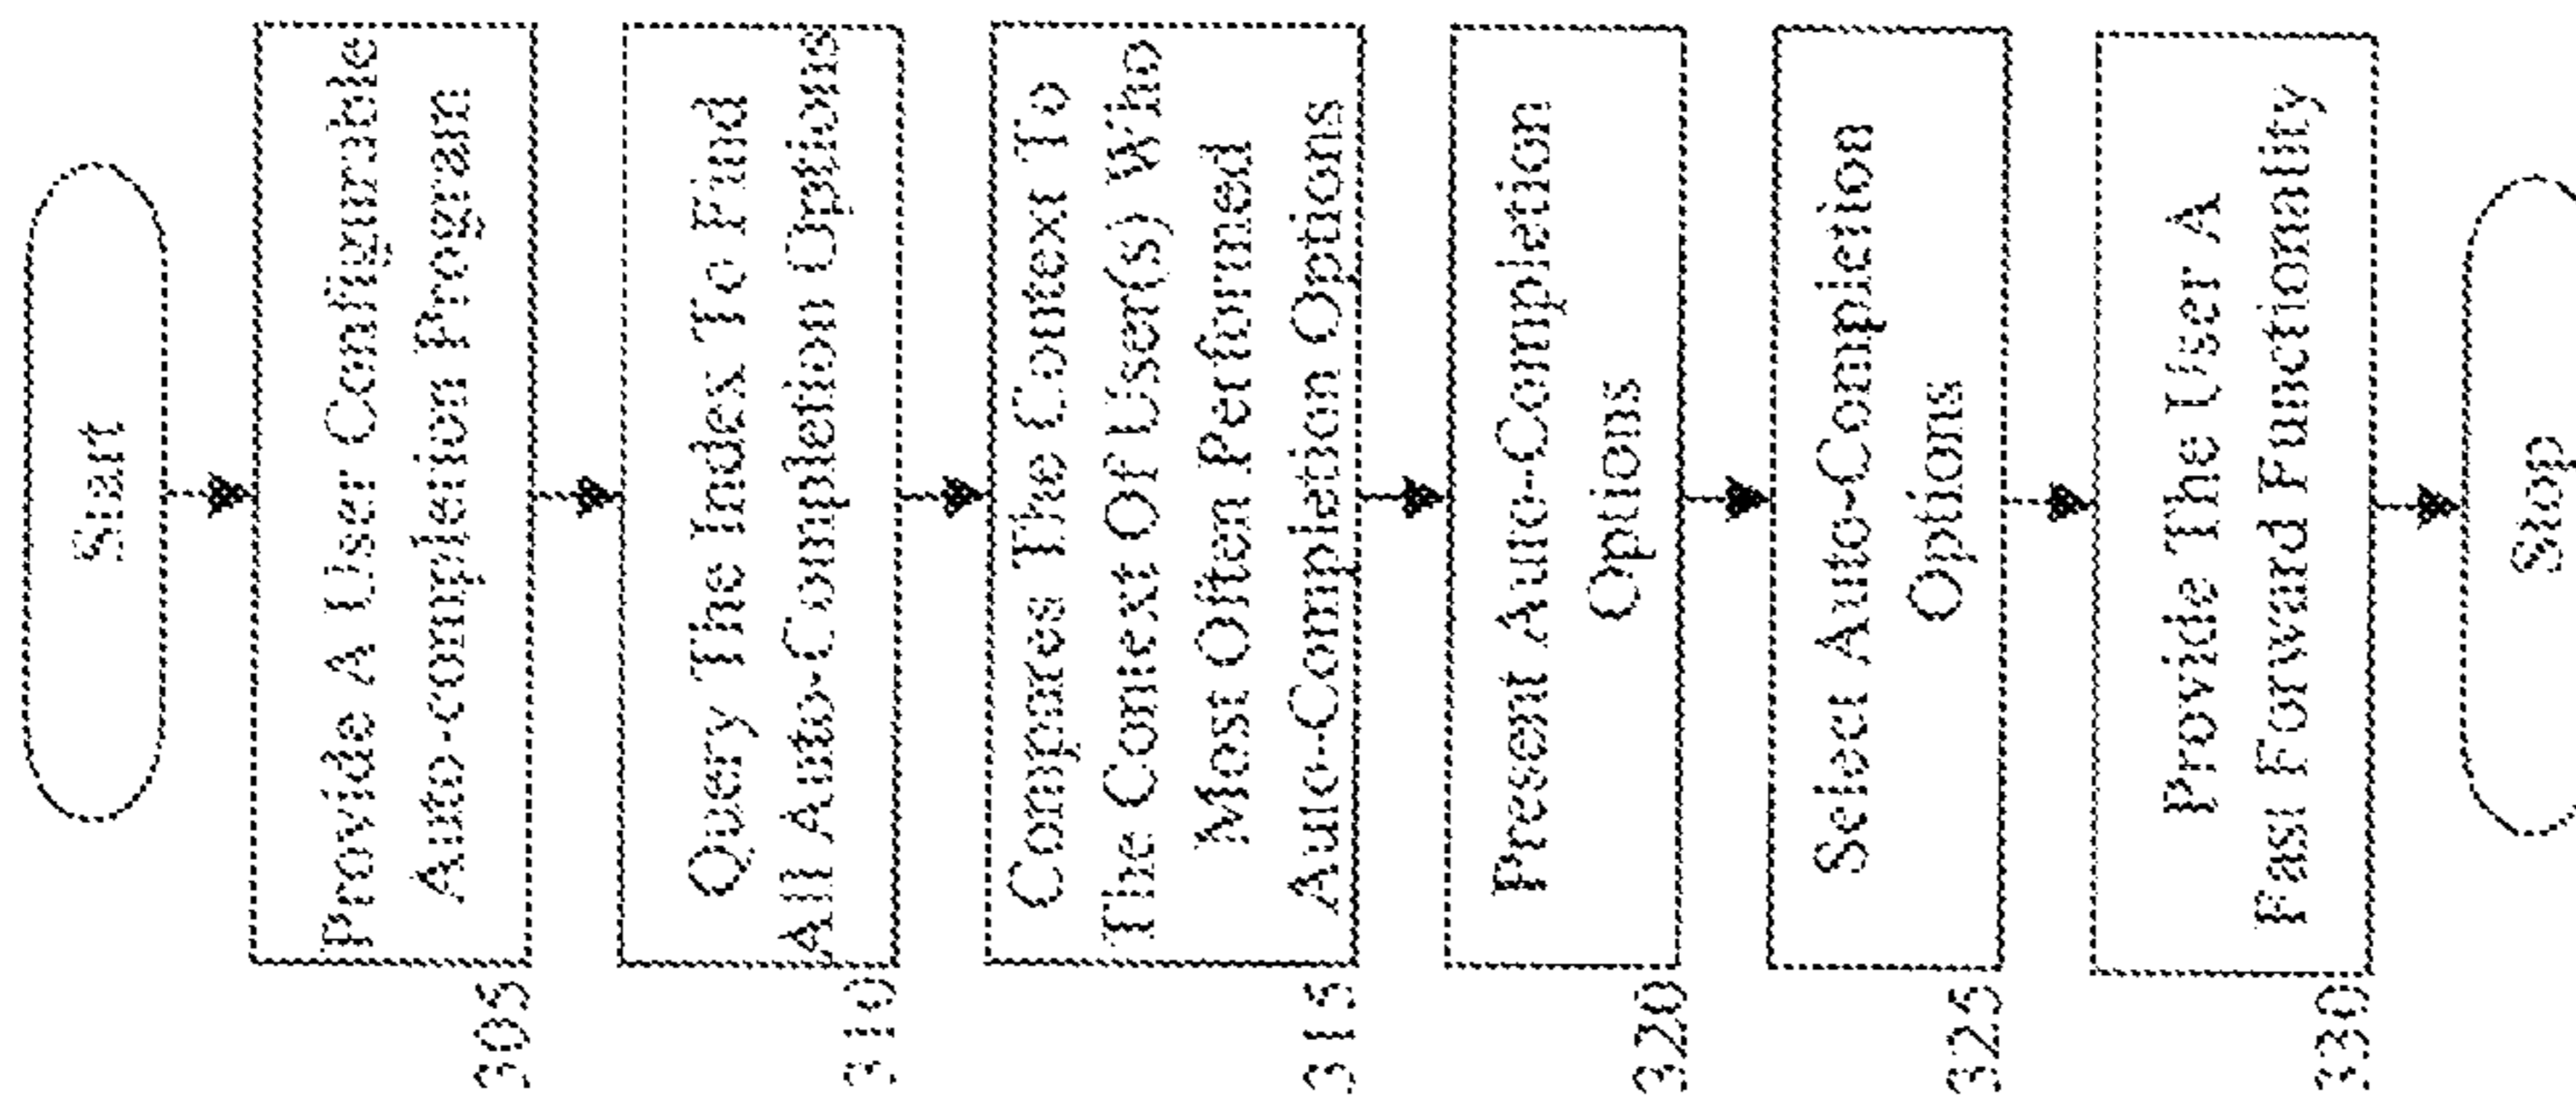 Start
Provide A User Configurable
Auto-completion Program
305
Query The Index To Find
All Auto-Completion Options
310
Compares The Context To
The Context Of User(s) Who
Most Often Performed
Auto-Completion Options
315
Present Auto-Completion
Options
320
Select Auto-Completion
Options
325
Provide The User A
Fast Forward Functionality
330
Stop